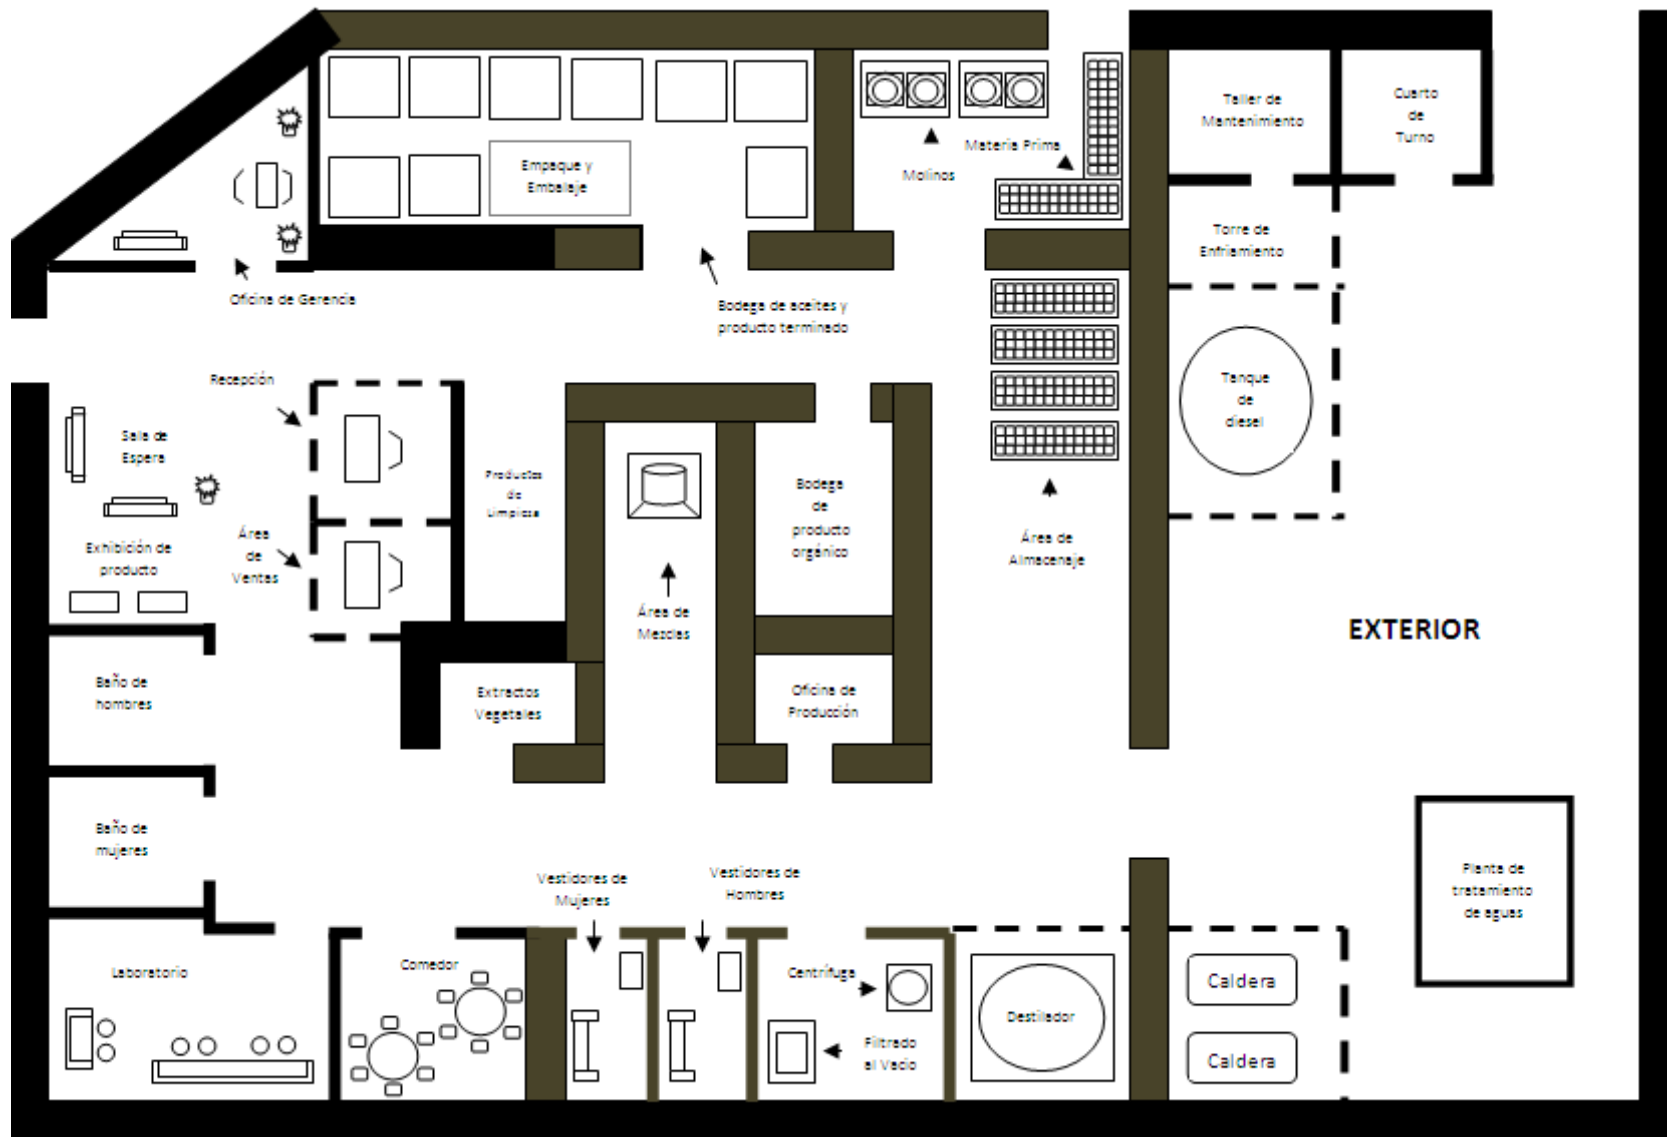 Taller de
Mantenimiento
Cuarto
de
Turno
Empaque y
Embalaje
Materia Prima
Molinos
Torre de
Enfriamiento
Oficina de Gerencia
Bodega de aceites y
producto terminado
Recepción
Tanque
de
diesel
Sala de
Espera
Productos
de
Limpieza
Bodega
de
producto
orgánico
Área de
Almacenaje
Exhibición de
producto
Área
de
Ventas
Área de
Mezclas
EXTERIOR
Baño de
hombres
Extractos
Vegetales
Oficina de
Producción
Baño de
mujeres
Vestidores de
Mujeres
Vestidores de
Hombres
Planta de
tratamiento
de aguas
Laboratorio
Comedor
Centrífuga
Filtrado
al Vacio
Destilador
Caldera
Caldera